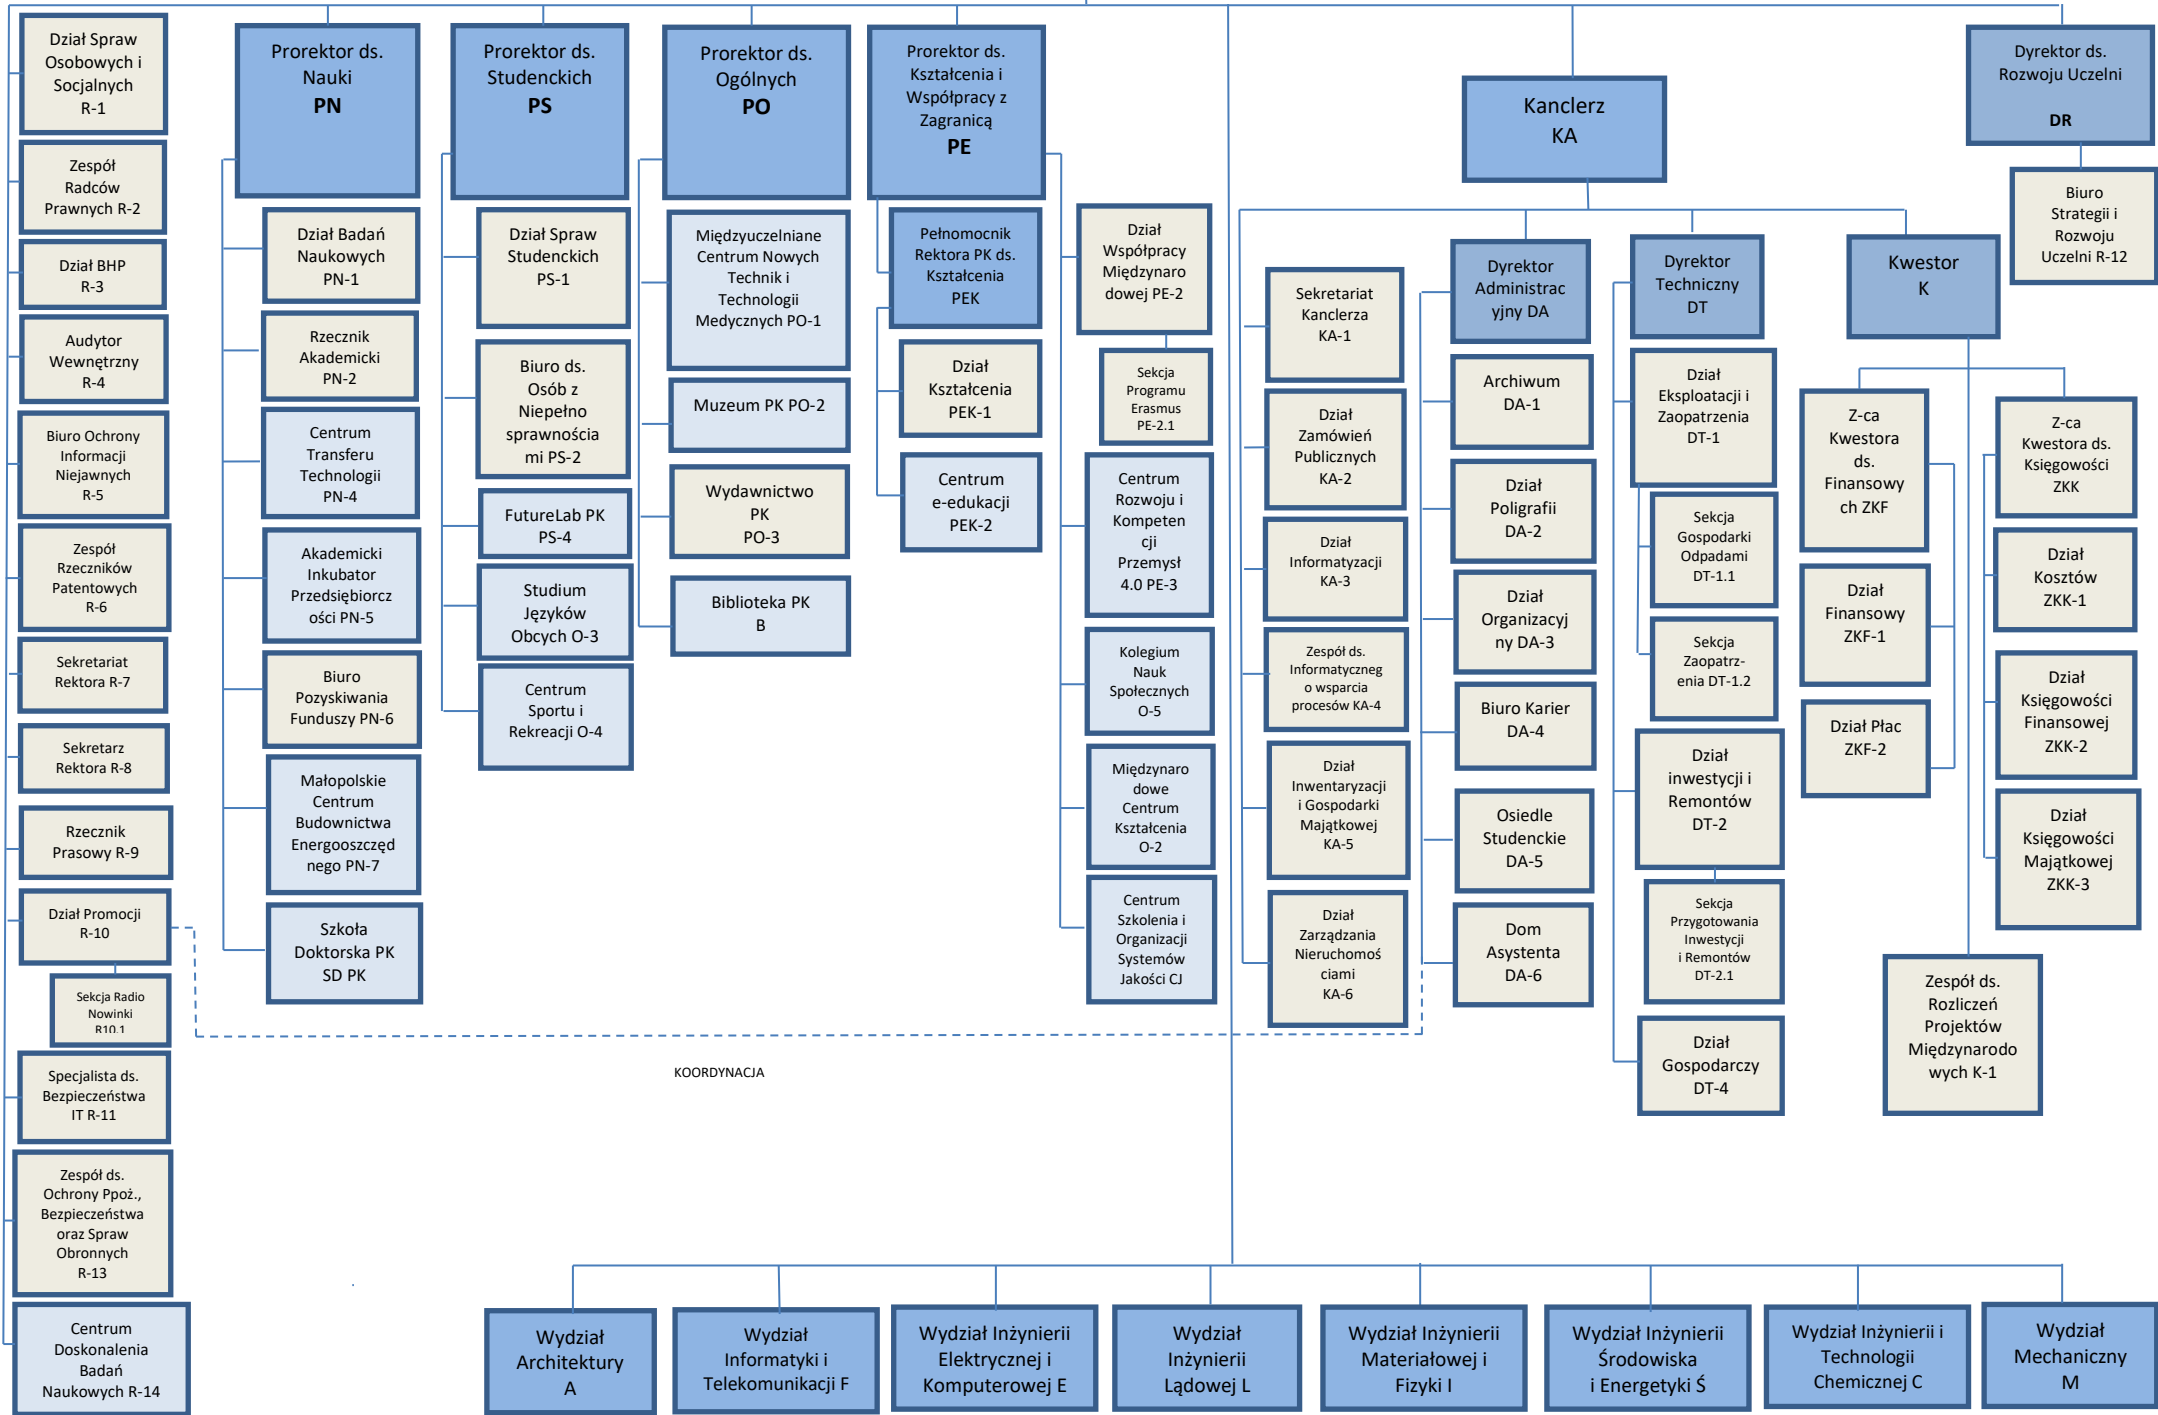 Dział Spraw
Osobowych i
Socjalnych
R-1
Zespół
Radców
Prawnych R-2
Dział BHP
R-3
Audytor
Wewnętrzny
R-4
Biuro Ochrony
Informacji
Niejawnych
R-5
Zespół
Rzeczników
Patentowych
R-6
Sekretariat
Rektora R-7
Sekretarz
Rektora R-8
Rzecznik
Prasowy R-9
Dział Promocji
R-10
Sekcja Radio
Nowinki
R10.1
Specjalista ds.
Bezpieczeństwa
IT R-11
Zespół ds.
Ochrony Ppoż.,
Bezpieczeństwa
oraz Spraw
Obronnych
R-13
Centrum
Doskonalenia
Badań
Naukowych R-14
Prorektor ds.
Nauki
PN
Dział Badań
Naukowych
PN-1
Rzecznik
Akademicki
PN-2
Centrum
Transferu
Technologii
PN-4
Akademicki
Inkubator
Przedsiębiorcz
ości PN-5
Biuro
Pozyskiwania
Funduszy PN-6
Małopolskie
Centrum
Budownictwa
Energooszczęd
nego PN-7
Szkoła
Doktorska PK
SD PK
Prorektor ds.
Studenckich
PS
Dział Spraw
Studenckich
PS-1
Biuro ds.
Osób z
Niepełno
sprawnościa
mi PS-2
FutureLab PK
PS-4
Studium
Języków
Obcych O-3
Centrum
Sportu i
Rekreacji O-4
Prorektor ds.
Ogólnych
PO
Międzyuczelniane
Centrum Nowych
Technik i
Technologii
Medycznych PO-1
Muzeum PK PO-2
Wydawnictwo
PK
PO-3
Biblioteka PK
B
Prorektor ds.
Kształcenia i
Współpracy z
Zagranicą
PE
Pełnomocnik
Rektora PK ds.
Kształcenia
PEK
Dział
Kształcenia
PEK-1
Centrum
e-edukacji
PEK-2
Dział
Współpracy
Międzynaro
dowej PE-2
Sekcja
Programu
Erasmus
PE-2.1
Centrum
Rozwoju i
Kompeten
cji
Przemysł
4.0 PE-3
Kolegium
Nauk
Społecznych
O-5
Międzynaro
dowe
Centrum
Kształcenia
O-2
Centrum
Szkolenia i
Organizacji
Systemów
Jakości CJ
Kanclerz
KA
Sekretariat
Kanclerza
KA-1
Dział
Zamówień
Publicznych
KA-2
Dział
Informatyzacji
KA-3
Zespół ds.
Informatyczneg
o wsparcia
procesów KA-4
Dział
Inwentaryzacji
i Gospodarki
Majątkowej
KA-5
Dział
Zarządzania
Nieruchomoś
ciami
KA-6
Dyrektor
Administrac
yjny DA
Archiwum
DA-1
Dział
Poligrafii
DA-2
Dział
Organizacyj
ny DA-3
Biuro Karier
DA-4
Osiedle
Studenckie
DA-5
Dom
Asystenta
DA-6
Dyrektor
Techniczny
DT
Dział
Eksploatacji i
Zaopatrzenia
DT-1
Sekcja
Gospodarki
Odpadami
DT-1.1
Sekcja
Zaopatrz-
enia DT-1.2
Dział
inwestycji i
Remontów
DT-2
Sekcja
Przygotowania
Inwestycji
i Remontów
DT-2.1
Dział
Gospodarczy
DT-4
Kwestor
K
Z-ca
Kwestora
ds.
Finansowy
ch ZKF
Dział
Finansowy
ZKF-1
Dział Płac
ZKF-2
Z-ca
Kwestora ds.
Księgowości
ZKK
Dział
Kosztów
ZKK-1
Dział
Księgowości
Finansowej
ZKK-2
Dział
Księgowości
Majątkowej
ZKK-3
Zespół ds.
Rozliczeń
Projektów
Międzynarodo
wych K-1
Dyrektor ds.
Rozwoju Uczelni
DR
Biuro
Strategii i
Rozwoju
Uczelni R-12
KOORDYNACJA
Wydział
Architektury
A
Wydział
Informatyki i
Telekomunikacji F
Wydział Inżynierii
Elektrycznej i
Komputerowej E
Wydział
Inżynierii
Lądowej L
Wydział Inżynierii
Materiałowej i
Fizyki I
Wydział Inżynierii
Środowiska
i Energetyki Ś
Wydział Inżynierii i
Technologii
Chemicznej C
Wydział
Mechaniczny
M